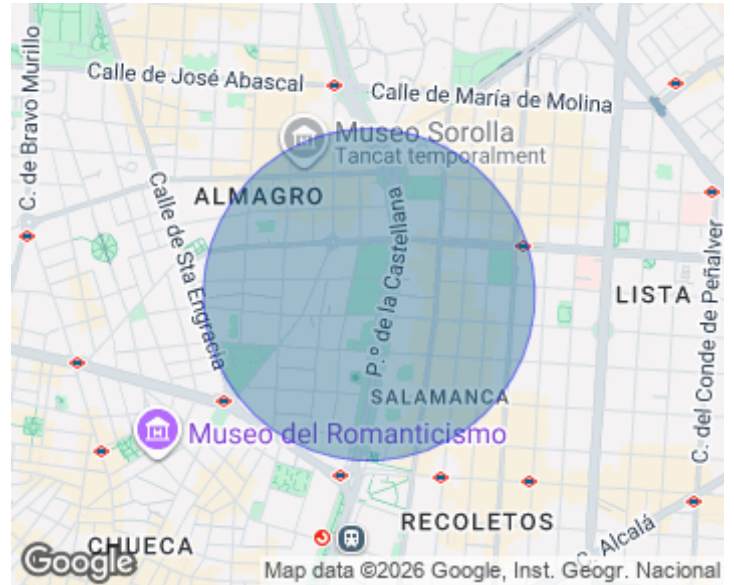 C. de Bravo Murillo
Calle de José Abascal
Calle de María de Molina
Museo Sorolla
Tancat temporalment
ALMAGRO
Calle de Sta Engracia
P.º de la Castellana
C. del Conde de Peñalver
LISTA
SALAMANCA
Museo del Romanticismo
RECOLETOS
CHUECA
C. Alcalá
Google
Map data ©2026 Google, Inst. Geogr. Nacional